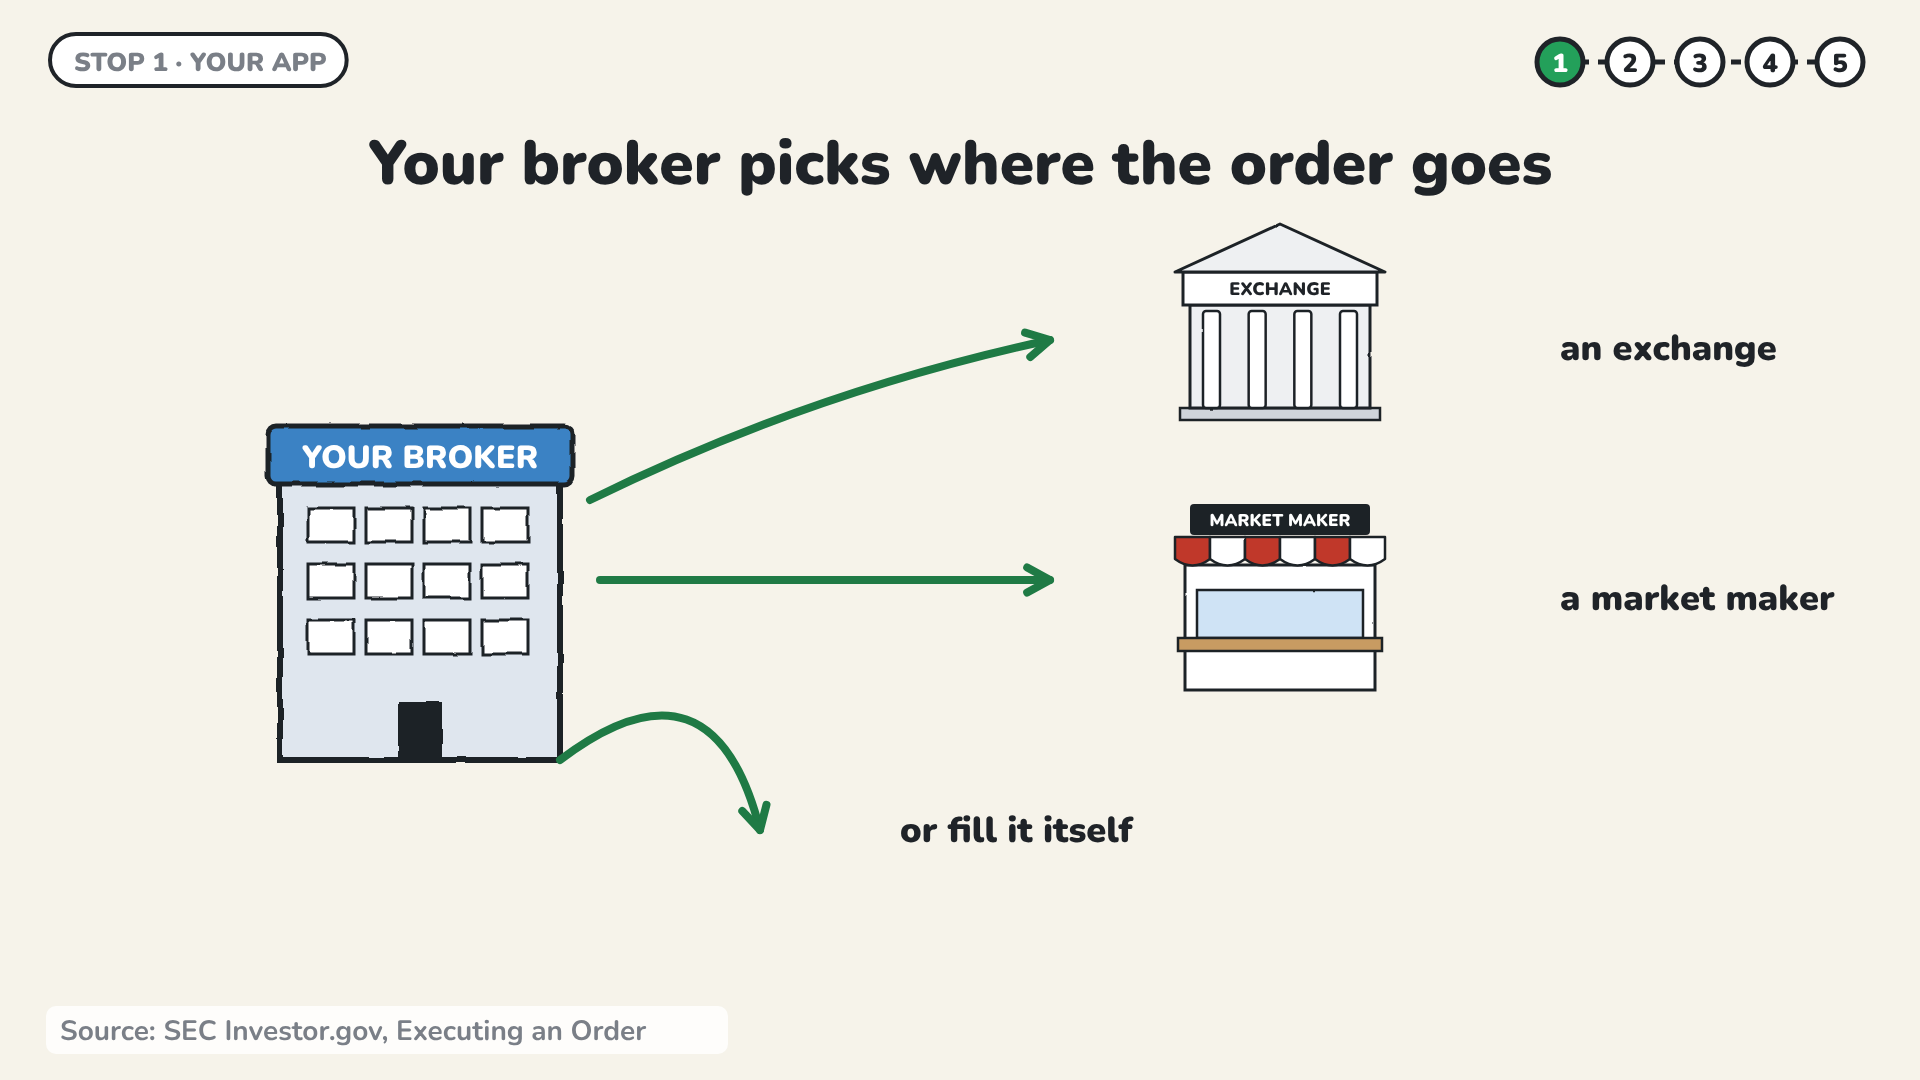 STOP 1 · YOUR APP
1 2 3 4 5
Your broker picks where the order goes
EXCHANGE
an exchange
YOUR BROKER
MARKET MAKER
a market maker
or fill it itself
Source: SEC Investor.gov, Executing an Order